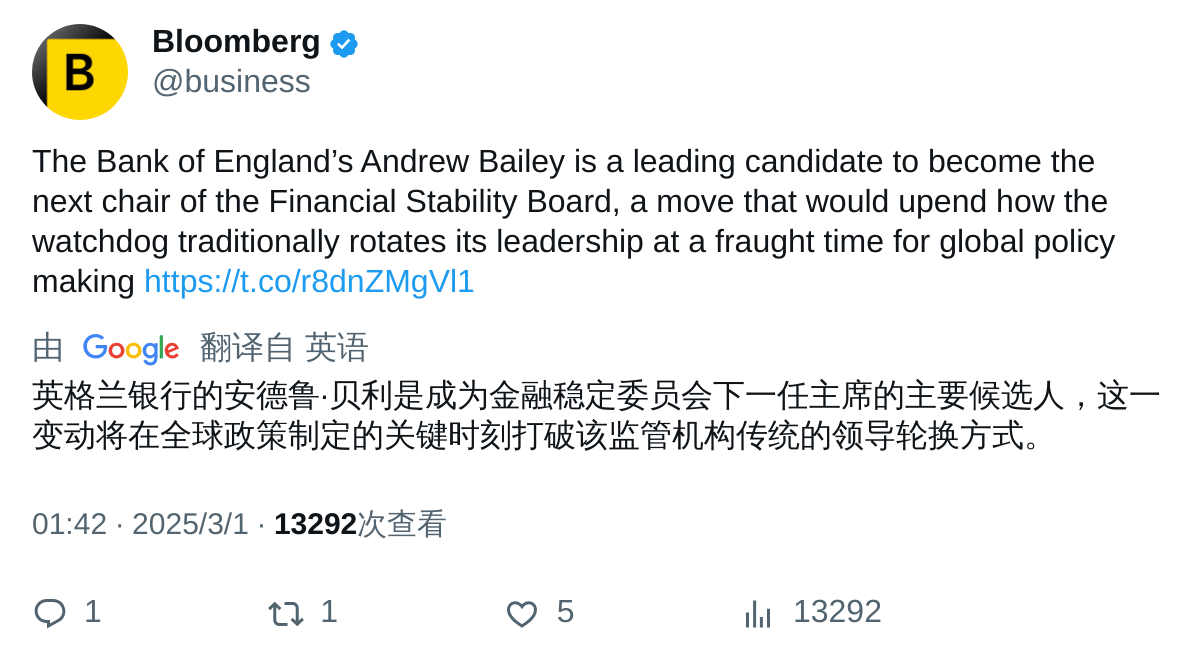 B
Bloomberg
@business
The Bank of England’s Andrew Bailey is a leading candidate to become the
next chair of the Financial Stability Board, a move that would upend how the
watchdog traditionally rotates its leadership at a fraught time for global policy
making https://t.co/r8dnZMgVl1
由 Google 翻译自 英语
英格兰银行的安德鲁·贝利是成为金融稳定委员会下一任主席的主要候选人，这一
变动将在全球政策制定的关键时刻打破该监管机构传统的领导轮换方式。
01:42 · 2025/3/1 · 13292次查看
1 1 5 13292